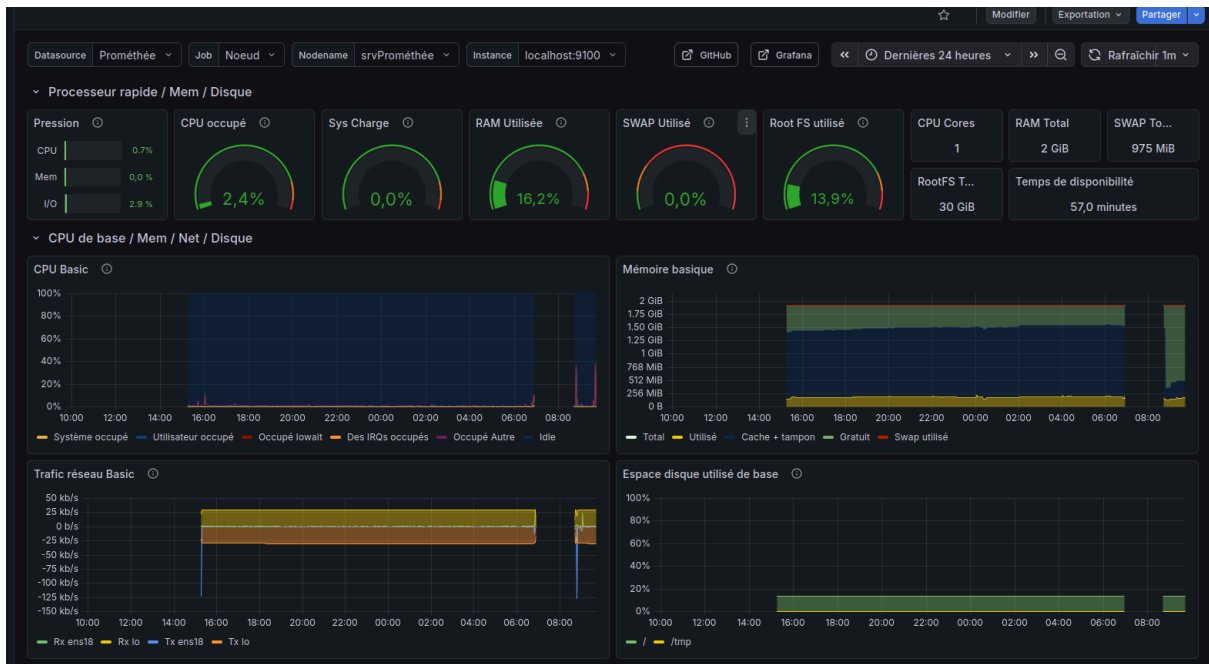 Modifier Exportation Partager
Datasource Prométhée Job Noeud Nodename srvProméthée Instance localhost:9100 GitHub Grafana Dernières 24 heures Rafraîchir 1m
Processeur rapide / Mem / Disque
Pression
CPU 0.7%
Mem 0,0 %
I/O 2.9 %
CPU occupé
2,4%
Sys Charge
0,0%
RAM Utilisée
16,2%
SWAP Utilisé
0,0%
Root FS utilisé
13,9%
CPU Cores
1
RAM Total
2 GiB
SWAP To...
975 MiB
RootFS T...
30 GiB
Temps de disponibilité
57,0 minutes
CPU de base / Mem / Net / Disque
CPU Basic
100%
80%
60%
40%
20%
0%
10:00 12:00 14:00 16:00 18:00 20:00 22:00 00:00 02:00 04:00 06:00 08:00
Système occupé Utilisateur occupé Occupé Iowait Des IRQs occupés Occupé Autre Idle
Mémoire basique
2 GiB
1.75 GiB
1.50 GiB
1.25 GiB
1 GiB
768 MiB
512 MiB
256 MiB
0 B
10:00 12:00 14:00 16:00 18:00 20:00 22:00 00:00 02:00 04:00 06:00 08:00
Total Utilisé Cache + tampon Gratuit Swap utilisé
Trafic réseau Basic
50 kb/s
25 kb/s
0 b/s
-25 kb/s
-50 kb/s
-75 kb/s
-100 kb/s
-125 kb/s
-150 kb/s
10:00 12:00 14:00 16:00 18:00 20:00 22:00 00:00 02:00 04:00 06:00 08:00
Rx ens18 Rx lo Tx ens18 Tx lo
Espace disque utilisé de base
100%
80%
60%
40%
20%
0%
10:00 12:00 14:00 16:00 18:00 20:00 22:00 00:00 02:00 04:00 06:00 08:00
/ /tmp